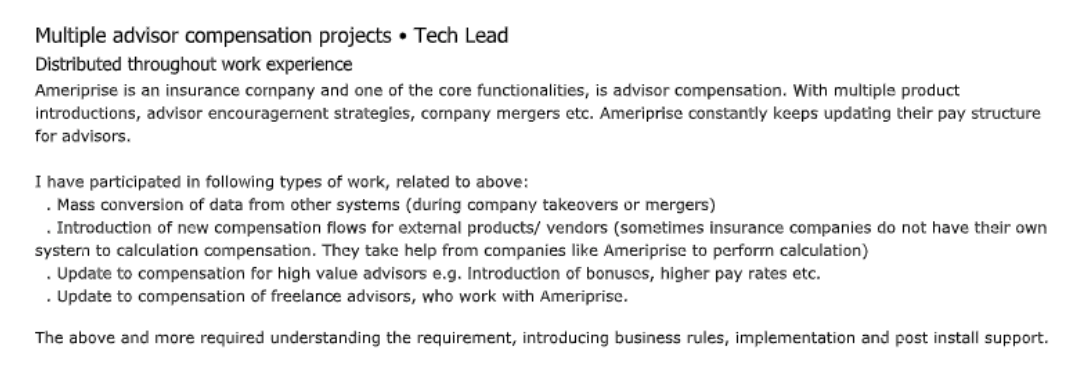 Multiple advisor compensation projects • Tech Lead
Distributed throughout work experience
Ameriprise is an insurance company and one of the core functionalities, is advisor compensation. With multiple product
introductions, advisor encouragement strategies, company mergers etc. Ameriprise constantly keeps updating their pay structure
for advisors.
I have participated in following types of work, related to above:
. Mass conversion of data from other systems (during company takeovers or mergers)
. Introduction of new compensation flows for external products/ vendors (sometimes insurance companies do not have their own
system to calculation compensation. They take help from companies like Ameriprise to perform calculation)
. Update to compensation for high value advisors e.g. Introduction of bonuses, higher pay rates etc.
. Update to compensation of freelance advisors, who work with Ameriprise.
The above and more required understanding the requirement, introducing business rules, implementation and post install support.